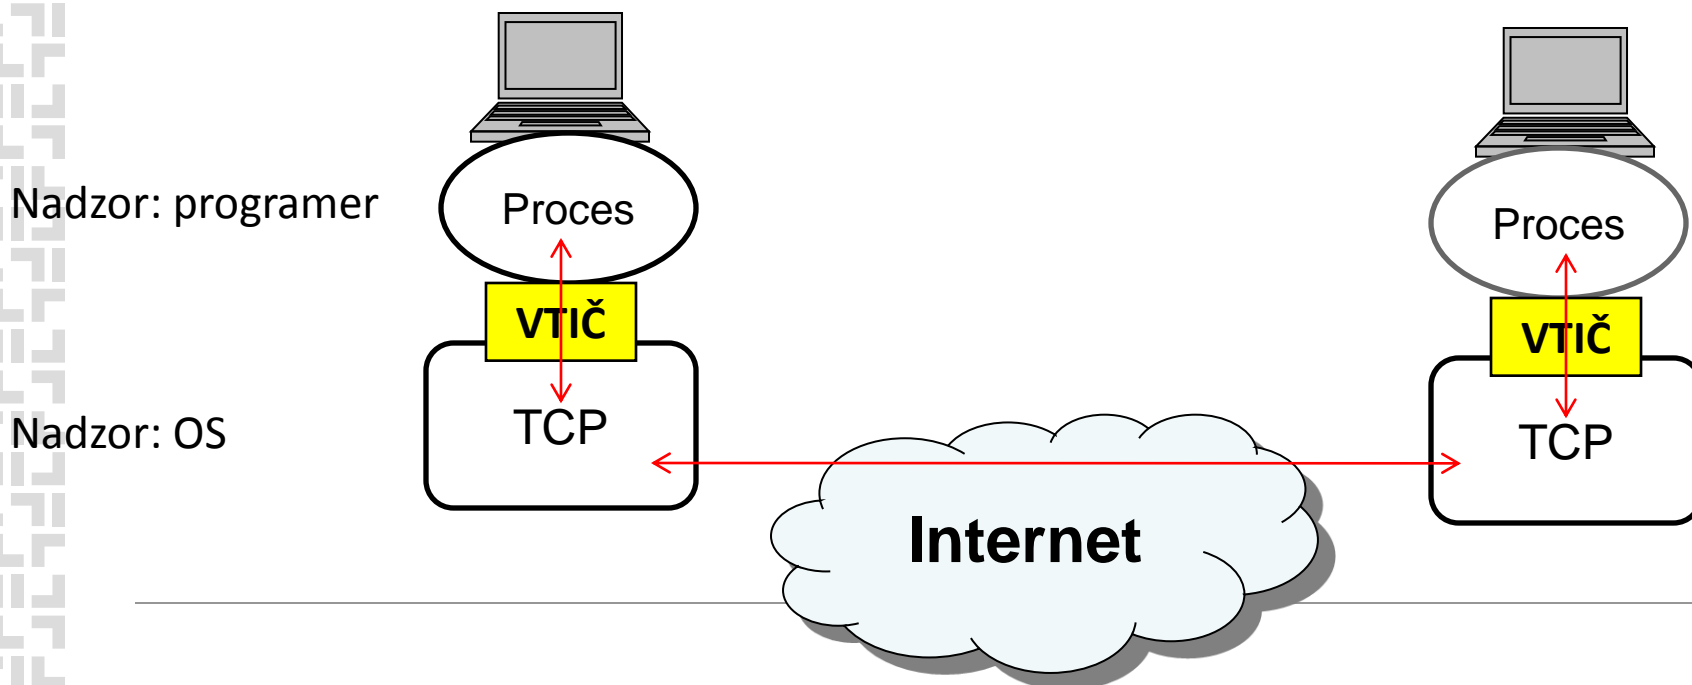 Nadzor: programer
Proces
Proces
VTIČ
VTIČ
Nadzor: OS
TCP
TCP
Internet